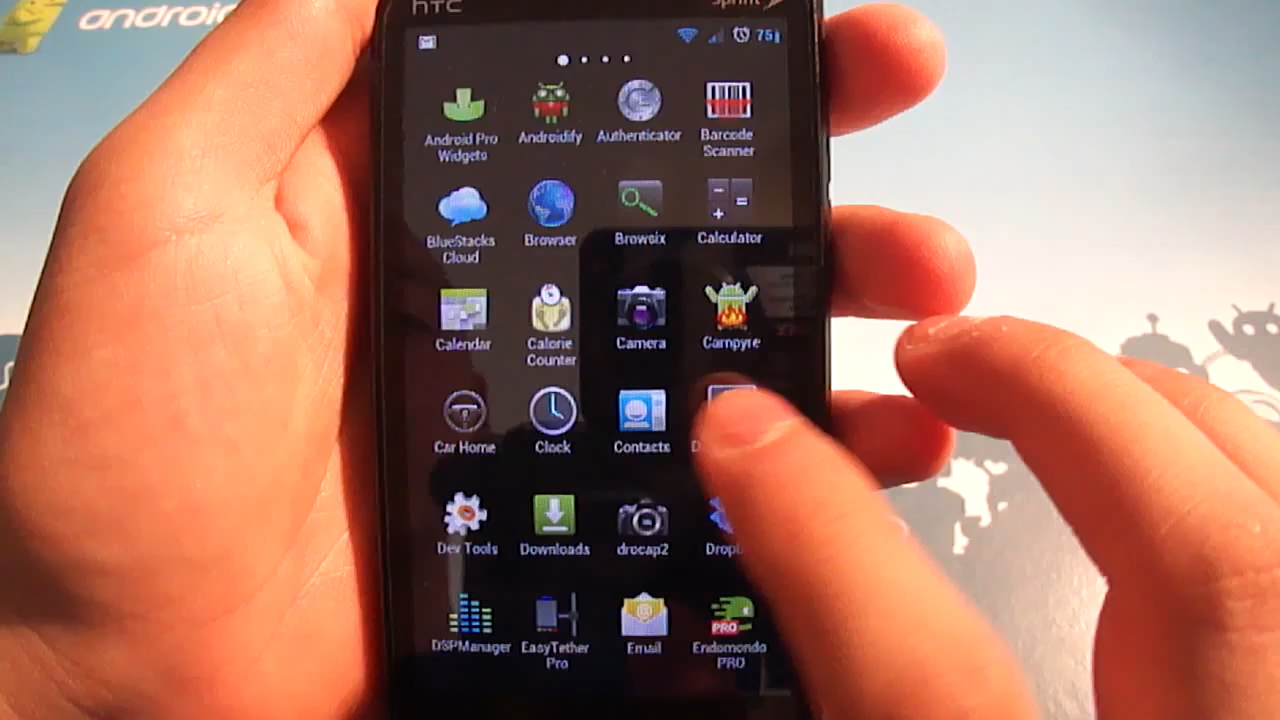 android
hTC
Sprint
75
Android Pro
Widgets
Androidify
Authenticator
Barcode
Scanner
BlueStacks
Cloud
Browser
Browsix
Calculator
Calendar
Calorie
Counter
Camera
Campyre
Car Home
Clock
Contacts
Dev Tools
Downloads
drocap2
DSPManager
EasyTether
Pro
Email
PRO
Endomondo
PRO